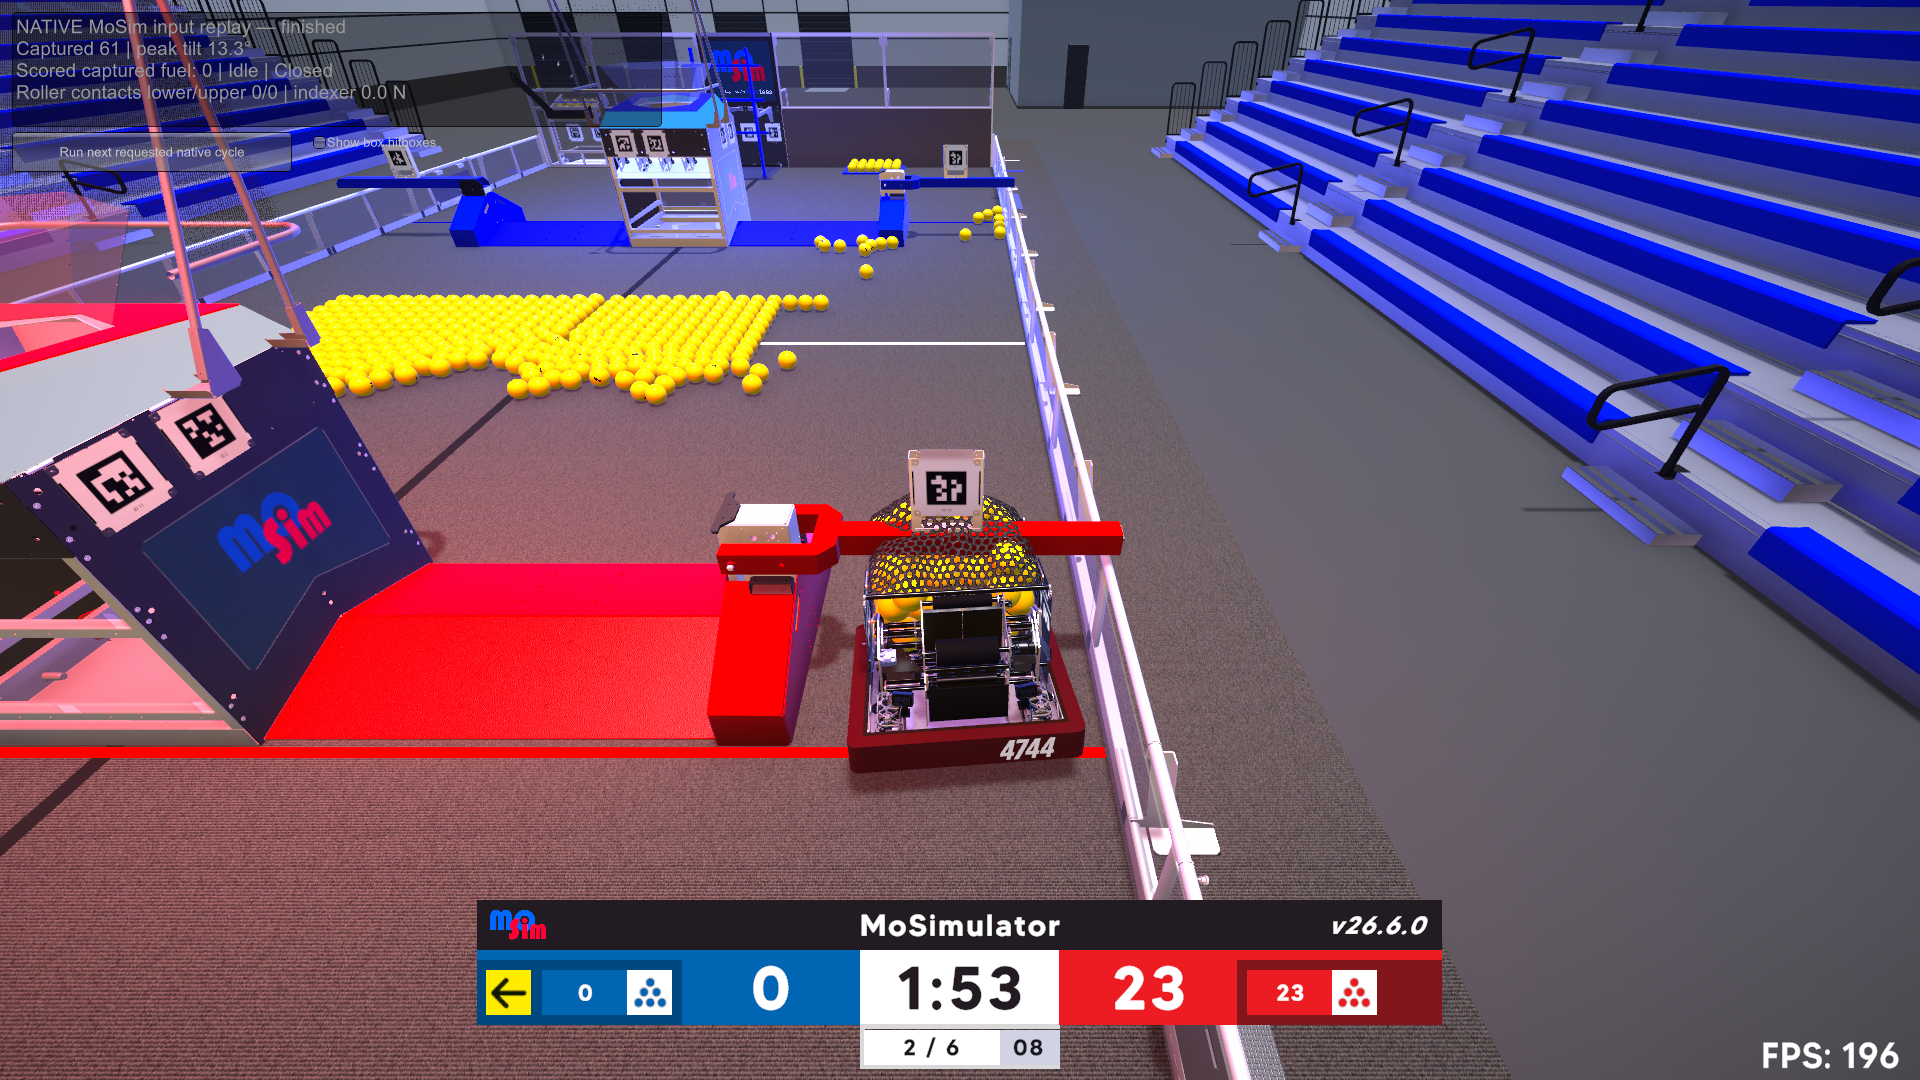 NATIVE MoSim input replay — finished
Captured 61 | peak tilt 13.3°
Scored captured fuel: 0 | Idle | Closed
Roller contacts lower/upper 0/0 | indexer 0.0 N
Run next requested native cycle
Show box hitboxes
mosim
mosim
4744
mosim
MoSimulator
v26.6.0
0
0
1:53
23
23
2 / 6
08
FPS: 196